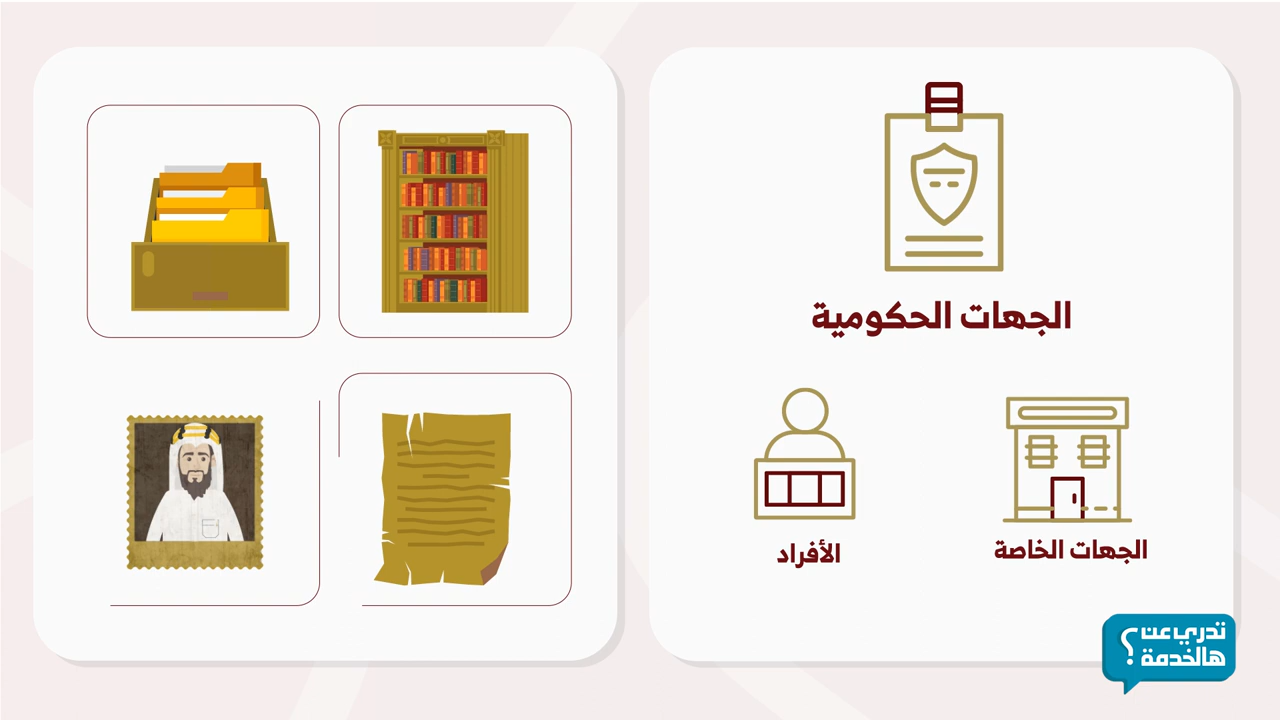 الجهات الحكومية
الجهات الخاصة
الأفراد
تدري عن
هالخدمة؟